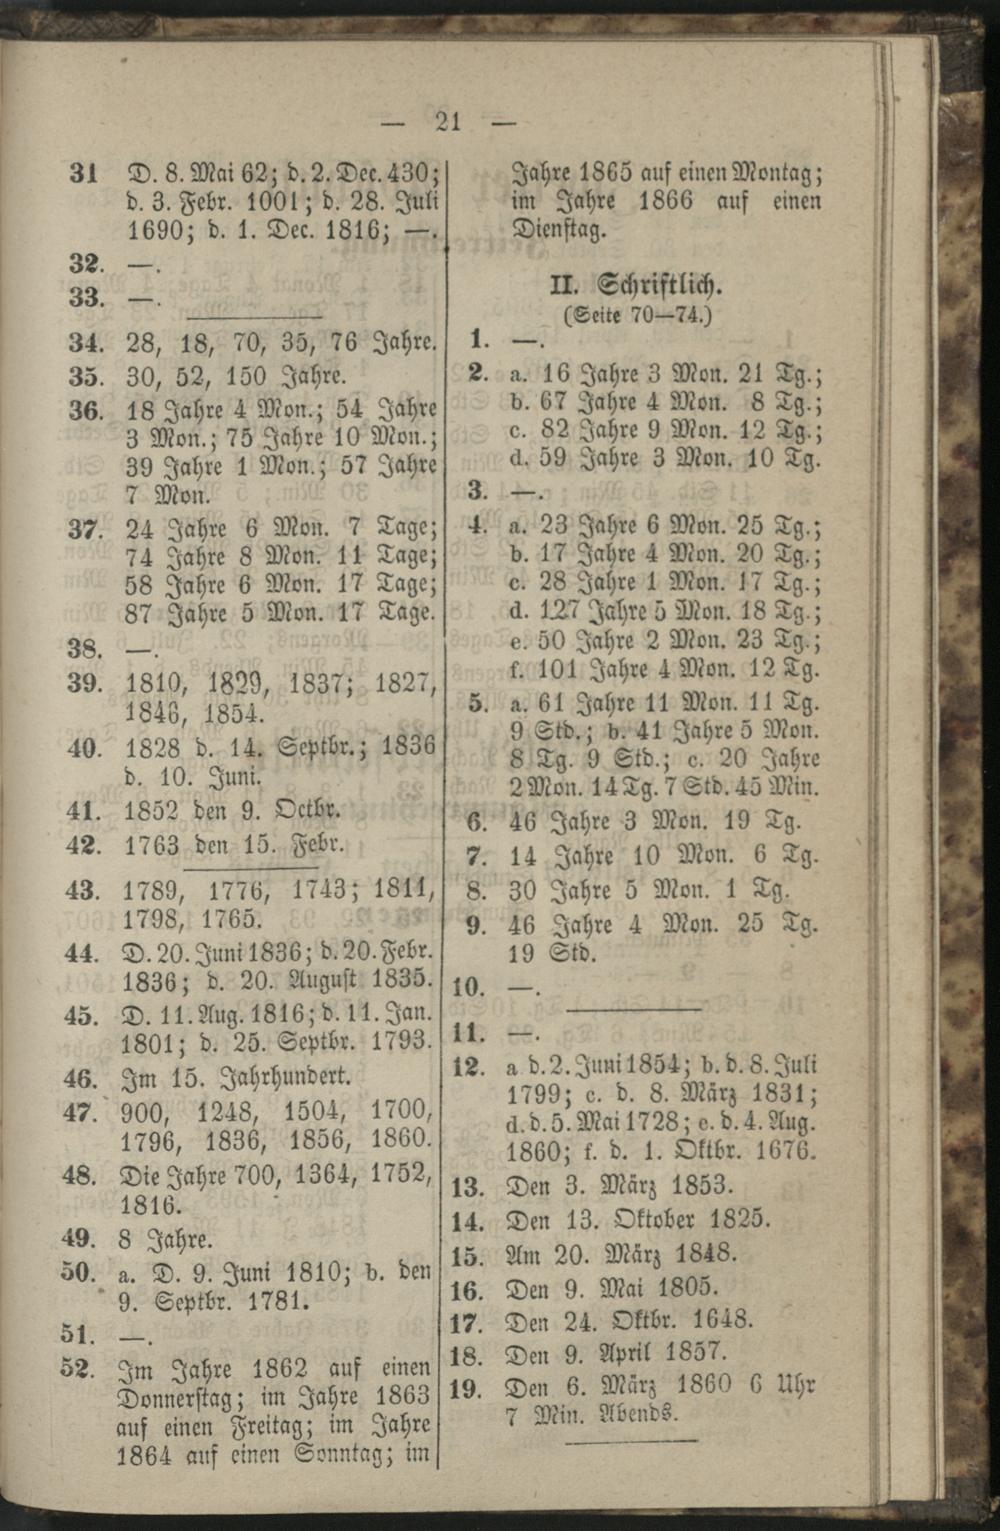 — 21 —
31 D. 8. Mai 62; d. 2. Dec. 430;
d. 3. Febr. 1001; d. 28. Juli
1690; d. 1. Dec. 1816; —.
32. —.
33. —.
34. 28, 18, 70, 35, 76 Jahre.
35. 30, 52, 150 Jahre.
36. 18 Jahre 4 Mon.; 54 Jahre
3 Mon.; 75 Jahre 10 Mon.;
39 Jahre 1 Mon.; 57 Jahre
7 Mon.
37. 24 Jahre 6 Mon. 7 Tage;
74 Jahre 8 Mon. 11 Tage;
58 Jahre 6 Mon. 17 Tage;
87 Jahre 5 Mon. 17 Tage.
38. —.
39. 1810, 1829, 1837; 1827,
1846, 1854.
40. 1828 d. 14. Septbr.; 1836
d. 10. Juni.
41. 1852 den 9. Octbr.
42. 1763 den 15. Febr.
43. 1789, 1776, 1743; 1811,
1798, 1765.
44. D. 20. Juni 1836; d. 20. Febr.
1836; d. 20. August 1835.
45. D. 11. Aug. 1816; d. 11. Jan.
1801; d. 25. Septbr. 1793.
46. Im 15. Jahrhundert.
47. 900, 1248, 1504, 1700,
1796, 1836, 1856, 1860.
48. Die Jahre 700, 1364, 1752,
1816.
49. 8 Jahre.
50. a. D. 9. Juni 1810; b. den
9. Septbr. 1781.
51. —.
52. Im Jahre 1862 auf einen
Donnerstag; im Jahre 1863
auf einen Freitag; im Jahre
1864 auf einen Sonntag; im
Jahre 1865 auf einen Montag;
im Jahre 1866 auf einen
Dienstag.
II. Schriftlich.
(Seite 70—74.)
1. —.
2. a. 16 Jahre 3 Mon. 21 Tg.;
b. 67 Jahre 4 Mon. 8 Tg.;
c. 82 Jahre 9 Mon. 12 Tg.;
d. 59 Jahre 3 Mon. 10 Tg.
3. —.
4. a. 23 Jahre 6 Mon. 25 Tg.;
b. 17 Jahre 4 Mon. 20 Tg.;
c. 28 Jahre 1 Mon. 17 Tg.;
d. 127 Jahre 5 Mon. 18 Tg.;
e. 50 Jahre 2 Mon. 23 Tg.;
f. 101 Jahre 4 Mon. 12 Tg.
5. a. 61 Jahre 11 Mon. 11 Tg.
9 Std.; b. 41 Jahre 5 Mon.
8 Tg. 9 Std.; c. 20 Jahre
2 Mon. 14 Tg. 7 Std. 45 Min.
6. 46 Jahre 3 Mon. 19 Tg.
7. 14 Jahre 10 Mon. 6 Tg.
8. 30 Jahre 5 Mon. 1 Tg.
9. 46 Jahre 4 Mon. 25 Tg.
19 Std.
10. —.
11. —.
12. a d. 2. Juni 1854; b. d. 8. Juli
1799; c. d. 8. März 1831;
d. d. 5. Mai 1728; e. d. 4. Aug.
1860; f. d. 1. Oktbr. 1676.
13. Den 3. März 1853.
14. Den 13. Oktober 1825.
15. Am 20. März 1848.
16. Den 9. Mai 1805.
17. Den 24. Oktbr. 1648.
18. Den 9. April 1857.
19. Den 6. März 1860 6 Uhr
7 Min. Abends.